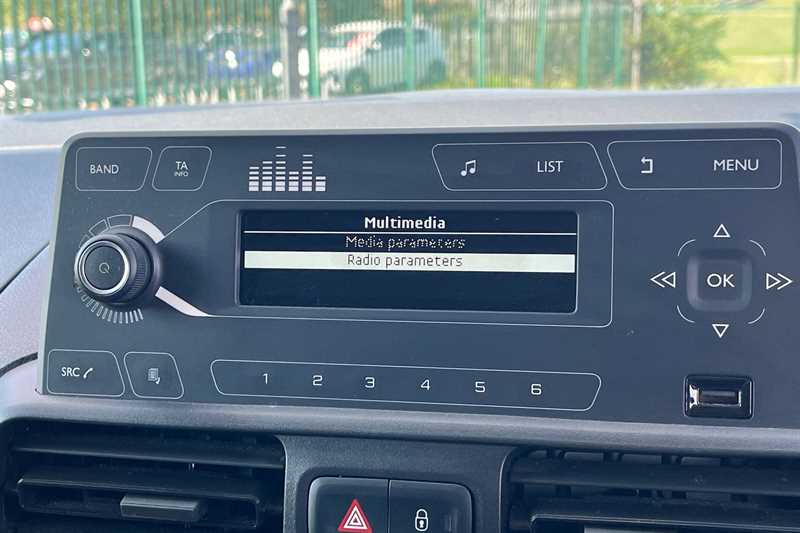 BAND
TA
INFO
LIST
MENU
Multimedia
Media parameters
Radio parameters
OK
SRC
1 2 3 4 5 6